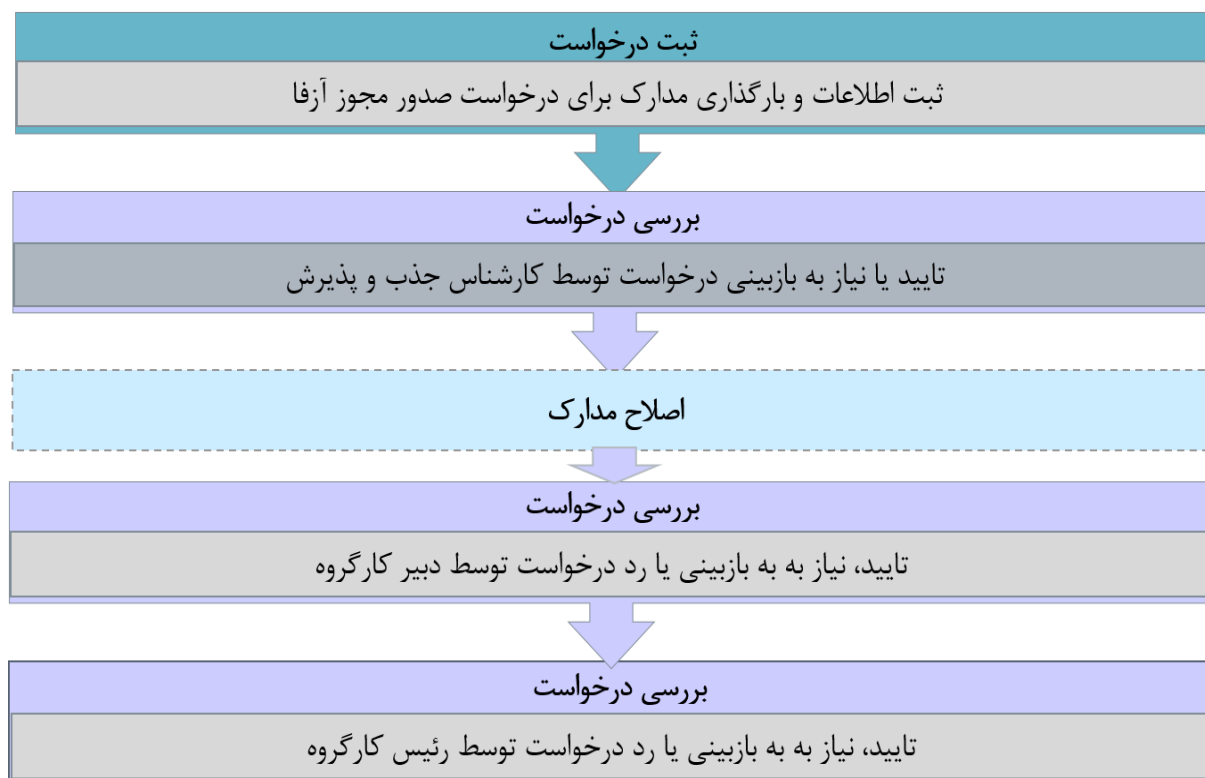 ثبت درخواست
ثبت اطلاعات و بارگذاری مدارک برای درخواست صدور مجوز آزفا
بررسی درخواست
تایید یا نیاز به بازبینی درخواست توسط کارشناس جذب و پذیرش
اصلاح مدارک
بررسی درخواست
تایید، نیاز به به بازبینی یا رد درخواست توسط دبیر کارگروه
بررسی درخواست
تایید، نیاز به به بازبینی یا رد درخواست توسط رئیس کارگروه